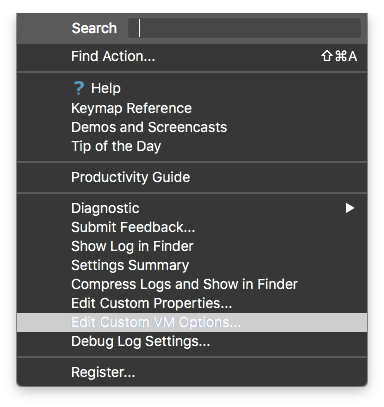 Search
Find Action... ⇧⌘A
? Help
Keymap Reference
Demos and Screencasts
Tip of the Day
Productivity Guide
Diagnostic
Submit Feedback...
Show Log in Finder
Settings Summary
Compress Logs and Show in Finder
Edit Custom Properties...
Edit Custom VM Options...
Debug Log Settings...
Register...